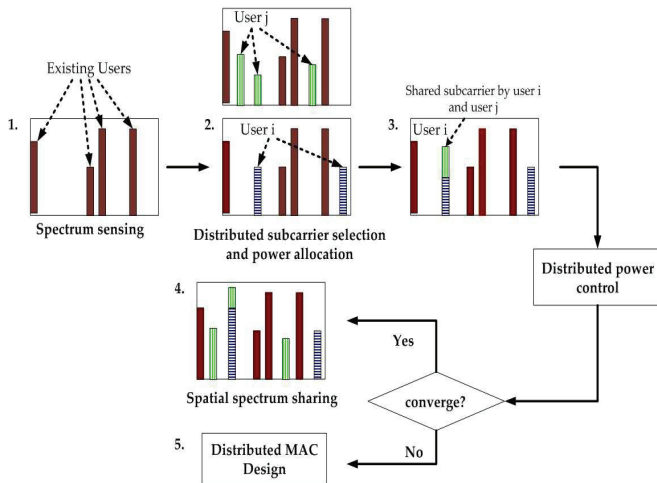 User j
Existing Users
1.
Spectrum sensing
2.
User i
Distributed subcarrier selection
and power allocation
Shared subcarrier by user i
and user j
3.
User i
Distributed power
control
4.
Spatial spectrum sharing
Yes
converge?
No
5.
Distributed MAC
Design